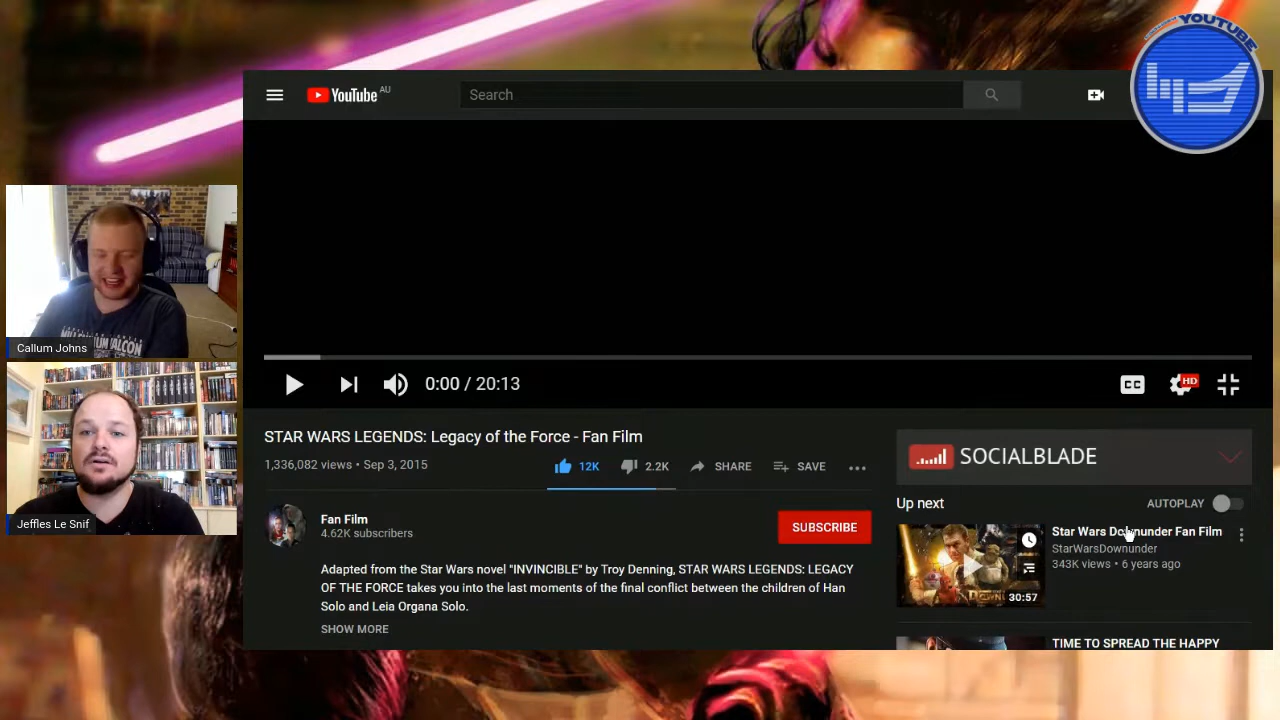 YOUTUBE
YouTube AU
Search
Callum Johns
Jeffles Le Snif
0:00 / 20:13
CC
HD
STAR WARS LEGENDS: Legacy of the Force - Fan Film
1,336,082 views • Sep 3, 2015
12K
2.2K
SHARE
SAVE
Fan Film
4.62K subscribers
SUBSCRIBE
Adapted from the Star Wars novel "INVINCIBLE" by Troy Denning, STAR WARS LEGENDS: LEGACY
OF THE FORCE takes you into the last moments of the final conflict between the children of Han
Solo and Leia Organa Solo.
SHOW MORE
SOCIALBLADE
Up next
AUTOPLAY
Star Wars Downunder Fan Film
StarWarsDownunder
343K views • 6 years ago
30:57
TIME TO SPREAD THE HAPPY